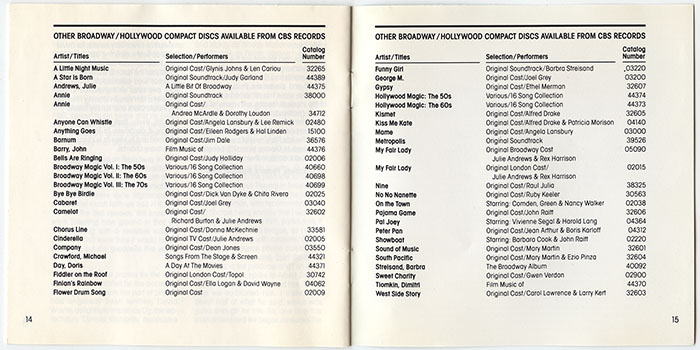 OTHER BROADWAY/HOLLYWOOD COMPACT DISCS AVAILABLE FROM CBS RECORDS
Artist/Titles Selection/Performers Catalog Number
A Little Night Music Original Cast/Glynis Johns & Len Cariou 32265
A Star Is Born Original Soundtrack/Judy Garland 44389
Andrews, Julie A Little Bit Of Broadway 44375
Annie Original Soundtrack 38000
Annie Original Cast/
Andrea McArdle & Dorothy Loudon 34712
Anyone Can Whistle Original Cast/Angela Lansbury & Lee Remick 02480
Anything Goes Original Cast/Eileen Rodgers & Hal Linden 15100
Barnum Original Cast/Jim Dale 36576
Barry, John Film Music of 44376
Bells Are Ringing Original Cast/Judy Holliday 02006
Broadway Magic Vol. I: The 50s Various/16 Song Collection 40660
Broadway Magic Vol. II: The 60s Various/16 Song Collection 40698
Broadway Magic Vol. III: The 70s Various/16 Song Collection 40699
Bye Bye Birdie Original Cast/Dick Van Dyke & Chita Rivera 02025
Cabaret Original Cast/Joel Grey 03040
Camelot Original Cast/ 32602
Richard Burton & Julie Andrews
Chorus Line Original Cast/Donna McKechnie 33581
Cinderella Original TV Cast/Julie Andrews 02005
Company Original Cast/Dean Jones 03550
Crawford, Michael Songs From The Stage & Screen 44321
Day, Doris A Day At The Movies 44371
Fiddler on the Roof Original London Cast/Topol 30742
Finian's Rainbow Original Cast/Ella Logan & David Wayne 04062
Flower Drum Song Original Cast 02009
14
OTHER BROADWAY/HOLLYWOOD COMPACT DISCS AVAILABLE FROM CBS RECORDS
Artist/Titles Selection/Performers Catalog Number
Funny Girl Original Soundtrack/Barbra Streisand 03220
George M. Original Cast/Joel Grey 03200
Gypsy Original Cast/Ethel Merman 32607
Hollywood Magic: The 50s Various/16 Song Collection 44374
Hollywood Magic: The 60s Various/16 Song Collection 44373
Kismet Original Cast/Alfred Drake 32605
Kiss Me Kate Original Cast/Alfred Drake & Patricia Morison 04140
Mame Original Cast/Angela Lansbury 03000
Metropolis Original Soundtrack 39526
My Fair Lady Original Broadway Cast 05090
Julie Andrews & Rex Harrison
My Fair Lady Original London Cast/ 02015
Julie Andrews & Rex Harrison
Nine Original Cast/Raul Julia 38325
No No Nanette Original Cast/Ruby Keeler 30563
On the Town Starring: Comden, Green & Nancy Walker 02038
Pajama Game Original Cast/John Raitt 32606
Pal Joey Starring: Vivienne Segal & Harold Lang 04364
Peter Pan Original Cast/Jean Arthur & Boris Karloff 04312
Showboat Starring: Barbara Cook & John Raitt 02220
Sound of Music Original Cast/Mary Martin 32601
South Pacific Original Cast/Mary Martin & Ezio Pinza 32604
Streisand, Barbra The Broadway Album 40092
Sweet Charity Original Cast/Gwen Verdon 02900
Tiomkin, Dimitri Film Music of 44370
West Side Story Original Cast/Carol Lawrence & Larry Kert 32603
15